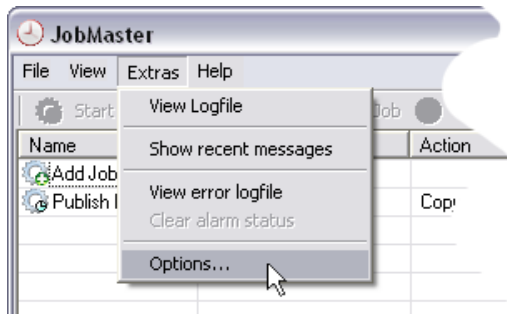 JobMaster
File View Extras Help
Start Job
View Logfile
Name Action
Show recent messages
Add Job
View error logfile
Publish
Clear alarm status
Options...